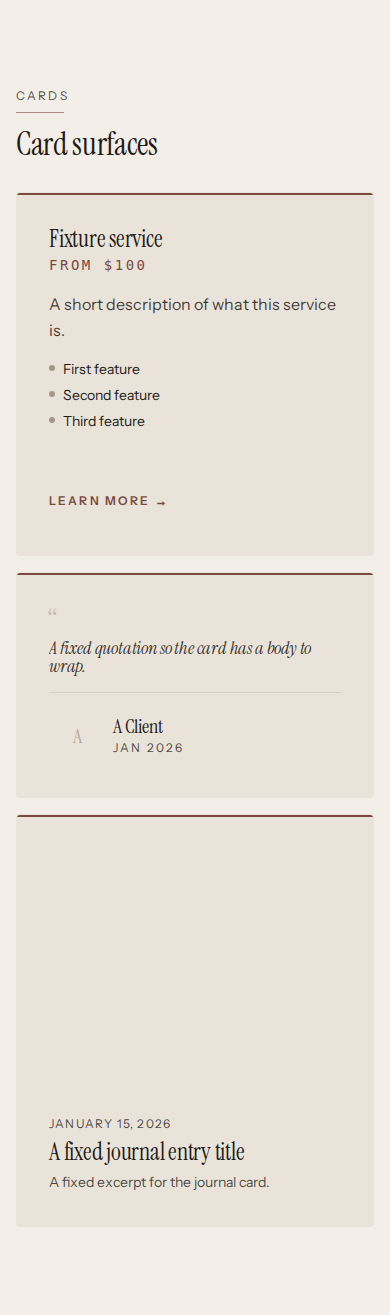 CARDS
Card surfaces
Fixture service
FROM $100
A short description of what this service
is.
First feature
Second feature
Third feature
LEARN MORE →
“
A fixed quotation so the card has a body to
wrap.
A
A Client
JAN 2026
JANUARY 15, 2026
A fixed journal entry title
A fixed excerpt for the journal card.